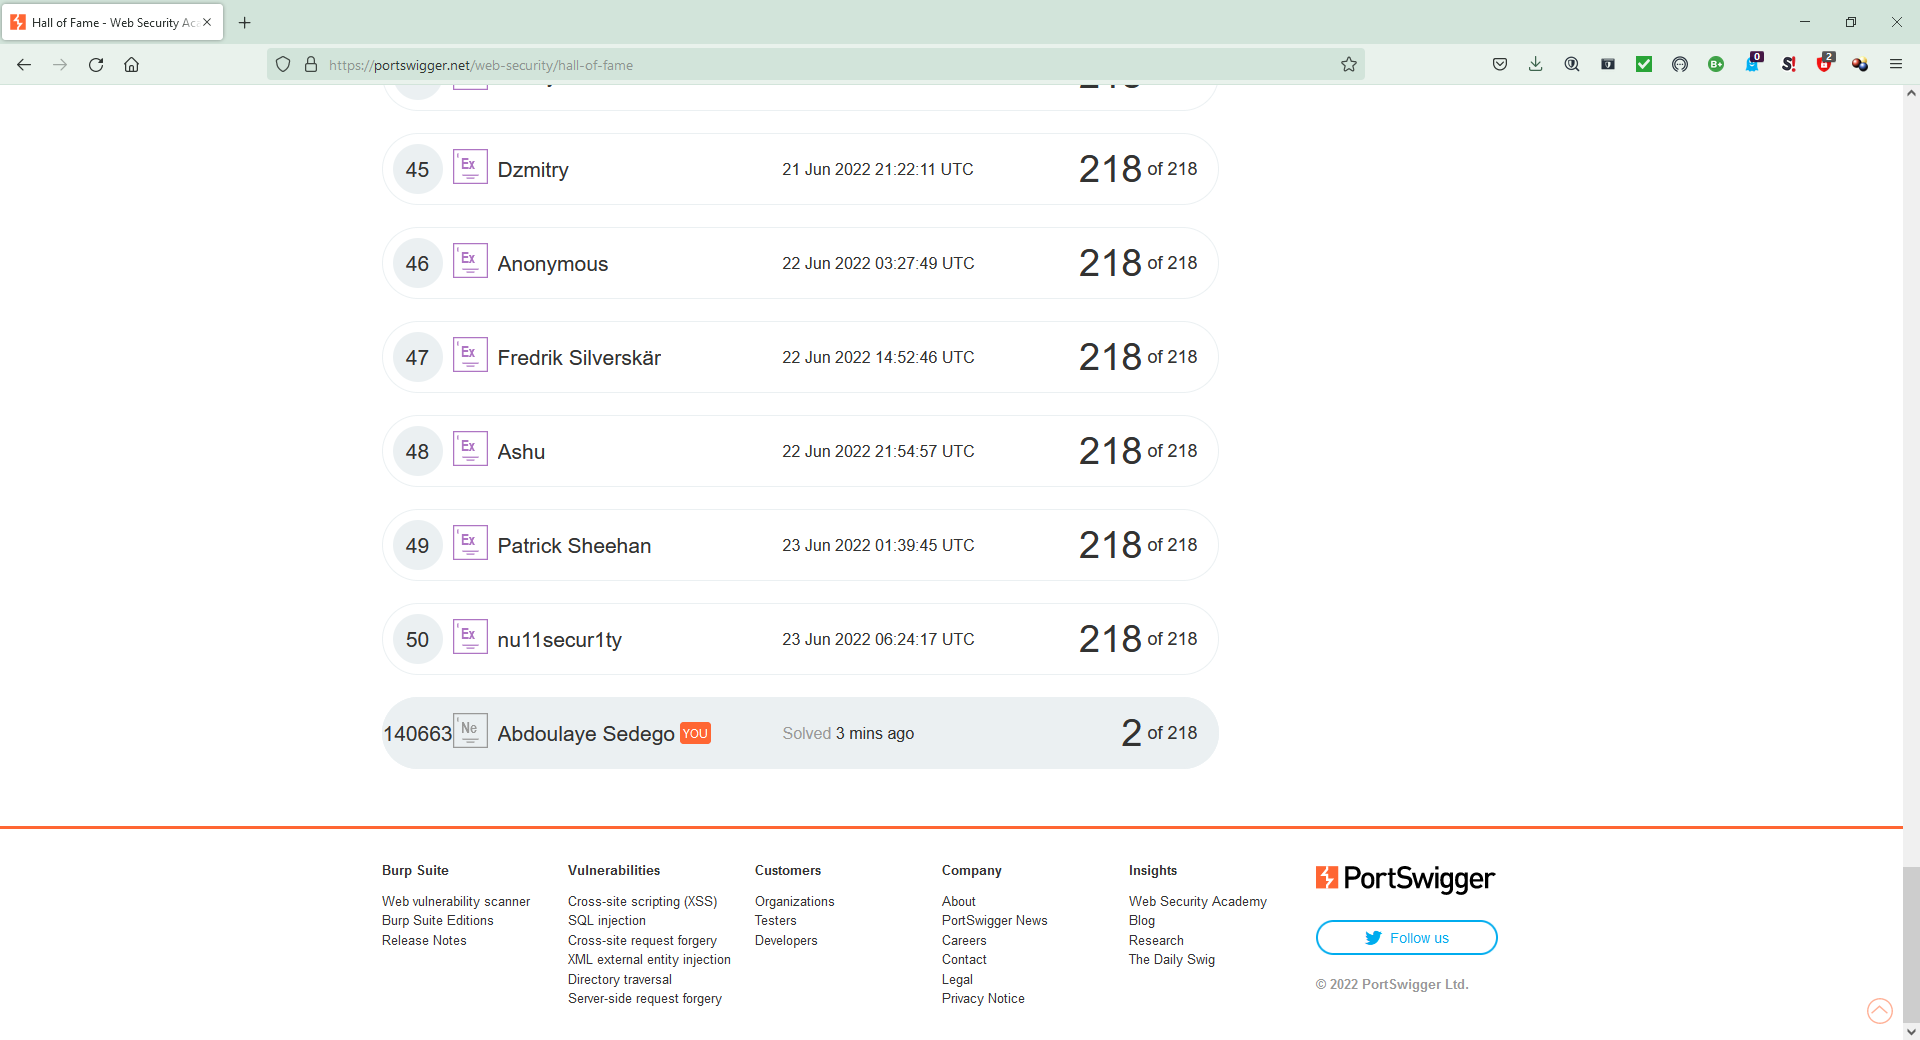 Hall of Fame - Web Security Ac
https://portswigger.net/web-security/hall-of-fame
0
2
45 Ex Dzmitry 21 Jun 2022 21:22:11 UTC 218 of 218
46 Ex Anonymous 22 Jun 2022 03:27:49 UTC 218 of 218
47 Ex Fredrik Silverskär 22 Jun 2022 14:52:46 UTC 218 of 218
48 Ex Ashu 22 Jun 2022 21:54:57 UTC 218 of 218
49 Ex Patrick Sheehan 23 Jun 2022 01:39:45 UTC 218 of 218
50 Ex nu11secur1ty 23 Jun 2022 06:24:17 UTC 218 of 218
140663 Ne Abdoulaye Sedego YOU Solved 3 mins ago 2 of 218
Burp Suite
Web vulnerability scanner
Burp Suite Editions
Release Notes
Vulnerabilities
Cross-site scripting (XSS)
SQL injection
Cross-site request forgery
XML external entity injection
Directory traversal
Server-side request forgery
Customers
Organizations
Testers
Developers
Company
About
PortSwigger News
Careers
Contact
Legal
Privacy Notice
Insights
Web Security Academy
Blog
Research
The Daily Swig
PortSwigger
Follow us
© 2022 PortSwigger Ltd.